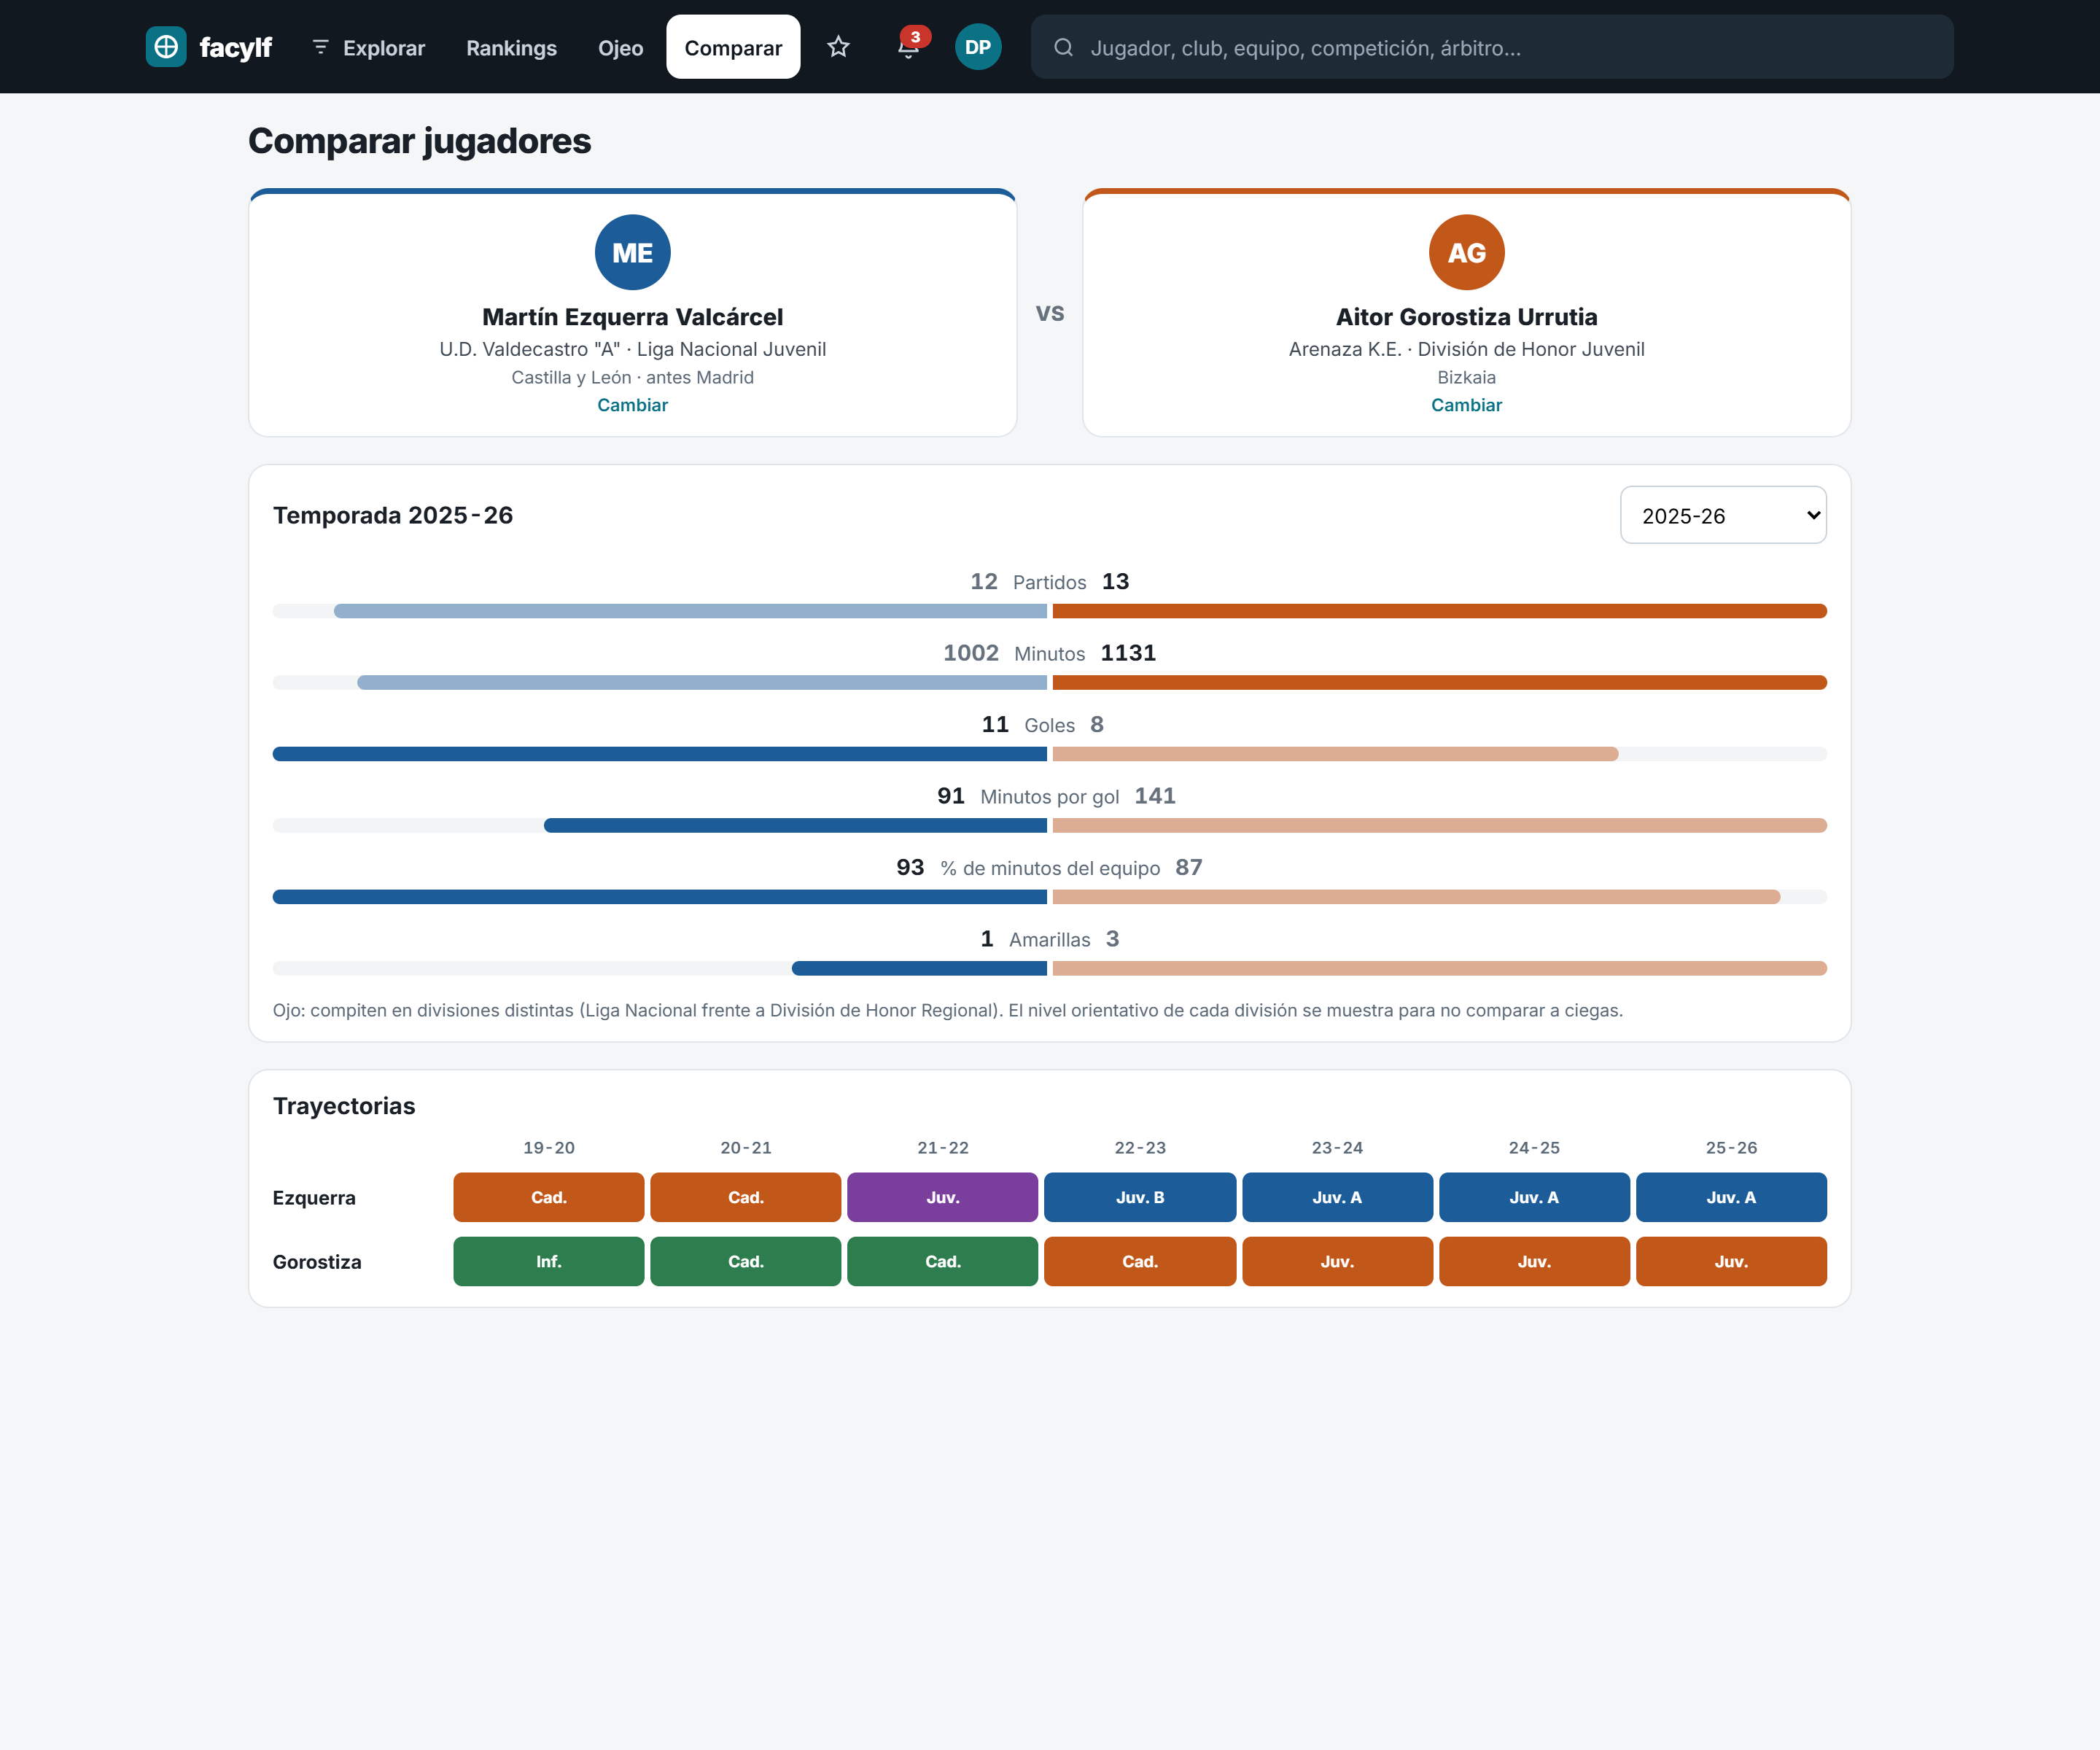 facylf Explorar Rankings Ojeo Comparar 3 DP Jugador, club, equipo, competición, árbitro...
Comparar jugadores
ME
Martín Ezquerra Valcárcel
U.D. Valdecastro "A" · Liga Nacional Juvenil
Castilla y León · antes Madrid
Cambiar
VS
AG
Aitor Gorostiza Urrutia
Arenaza K.E. · División de Honor Juvenil
Bizkaia
Cambiar
Temporada 2025-26 2025-26
12 Partidos 13
1002 Minutos 1131
11 Goles 8
91 Minutos por gol 141
93 % de minutos del equipo 87
1 Amarillas 3
Ojo: compiten en divisiones distintas (Liga Nacional frente a División de Honor Regional). El nivel orientativo de cada división se muestra para no comparar a ciegas.
Trayectorias
19-20 20-21 21-22 22-23 23-24 24-25 25-26
Ezquerra Cad. Cad. Juv. Juv. B Juv. A Juv. A Juv. A
Gorostiza Inf. Cad. Cad. Cad. Juv. Juv. Juv.